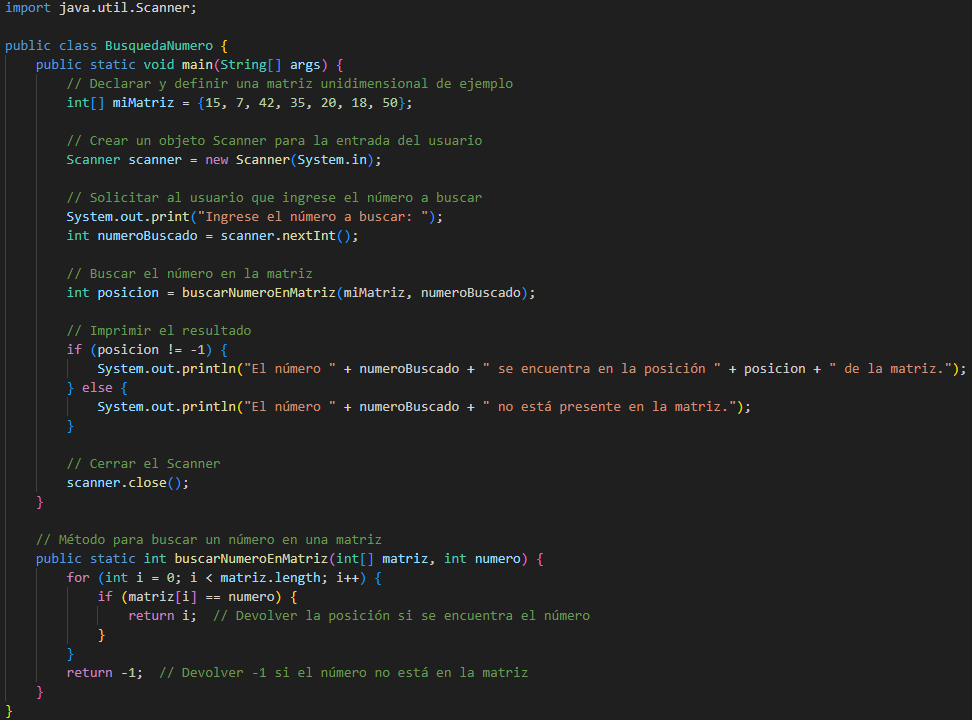 import java.util.Scanner;
public class BusquedaNumero {
public static void main(String[] args) {
// Declarar y definir una matriz unidimensional de ejemplo
int[] miMatriz = {15, 7, 42, 35, 20, 18, 50};
// Crear un objeto Scanner para la entrada del usuario
Scanner scanner = new Scanner(System.in);
// Solicitar al usuario que ingrese el número a buscar
System.out.print("Ingrese el número a buscar: ");
int numeroBuscado = scanner.nextInt();
// Buscar el número en la matriz
int posicion = buscarNumeroEnMatriz(miMatriz, numeroBuscado);
// Imprimir el resultado
if (posicion != -1) {
System.out.println("El número " + numeroBuscado + " se encuentra en la posición " + posicion + " de la matriz.");
} else {
System.out.println("El número " + numeroBuscado + " no está presente en la matriz.");
}
// Cerrar el Scanner
scanner.close();
}
// Método para buscar un número en una matriz
public static int buscarNumeroEnMatriz(int[] matriz, int numero) {
for (int i = 0; i < matriz.length; i++) {
if (matriz[i] == numero) {
return i;  // Devolver la posición si se encuentra el número
}
}
return -1;  // Devolver -1 si el número no está en la matriz
}
}